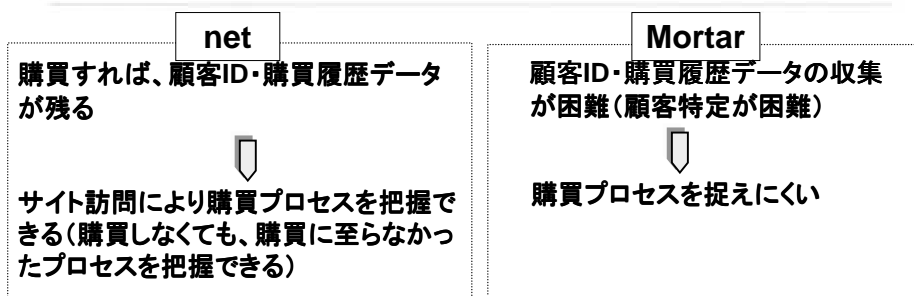 net
購買すれば、顧客ID・購買履歴データ
が残る
サイト訪問により購買プロセスを把握で
きる(購買しなくても、購買に至らなかっ
たプロセスを把握できる)
Mortar
顧客ID・購買履歴データの収集
が困難(顧客特定が困難)
購買プロセスを捉えにくい